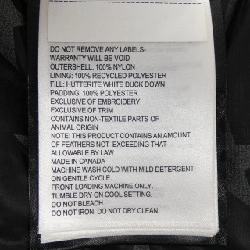 DO NOT REMOVE ANY LABELS-
WARRANTY WILL BE VOID
OUTERSHELL: 100% NYLON
LINING: 100% RECYCLED POLYESTER
FILL: HUTTERITE WHITE DUCK DOWN
PADDING: 100% POLYESTER
EXCLUSIVE OF EMBROIDERY
EXCLUSIVE OF TRIM
CONTAINS NON-TEXTILE PARTS OF
ANIMAL ORIGIN
NOTE: THIS PRODUCT CONTAINS AN AMOUNT
OF FEATHERS NOT EXCEEDING THAT
ALLOWABLE BY LAW
MADE IN CANADA
MACHINE WASH COLD WITH MILD DETERGENT
ON GENTLE CYCLE.
FRONT LOADING MACHINE ONLY.
TUMBLE DRY ON COOL SETTING.
DO NOT BLEACH.
DO NOT IRON. DO NOT DRY CLEAN